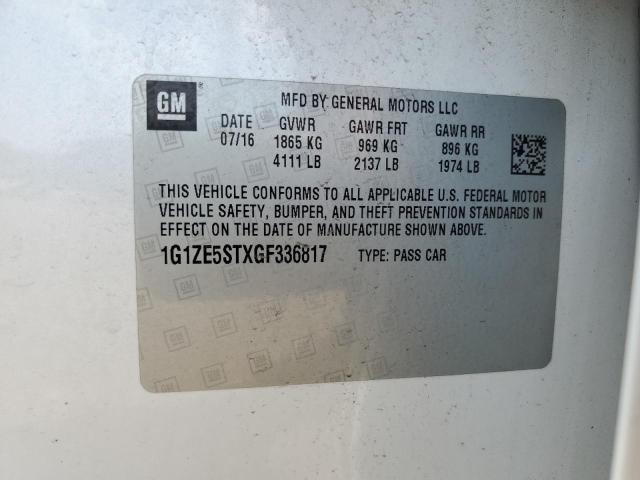 GM
MFD BY GENERAL MOTORS LLC
DATE GVWR GAWR FRT GAWR RR
07/16 1865 KG 969 KG 896 KG
4111 LB 2137 LB 1974 LB
THIS VEHICLE CONFORMS TO ALL APPLICABLE U.S. FEDERAL MOTOR
VEHICLE SAFETY, BUMPER, AND THEFT PREVENTION STANDARDS IN
EFFECT ON THE DATE OF MANUFACTURE SHOWN ABOVE.
1G1ZE5STXGF336817 TYPE: PASS CAR